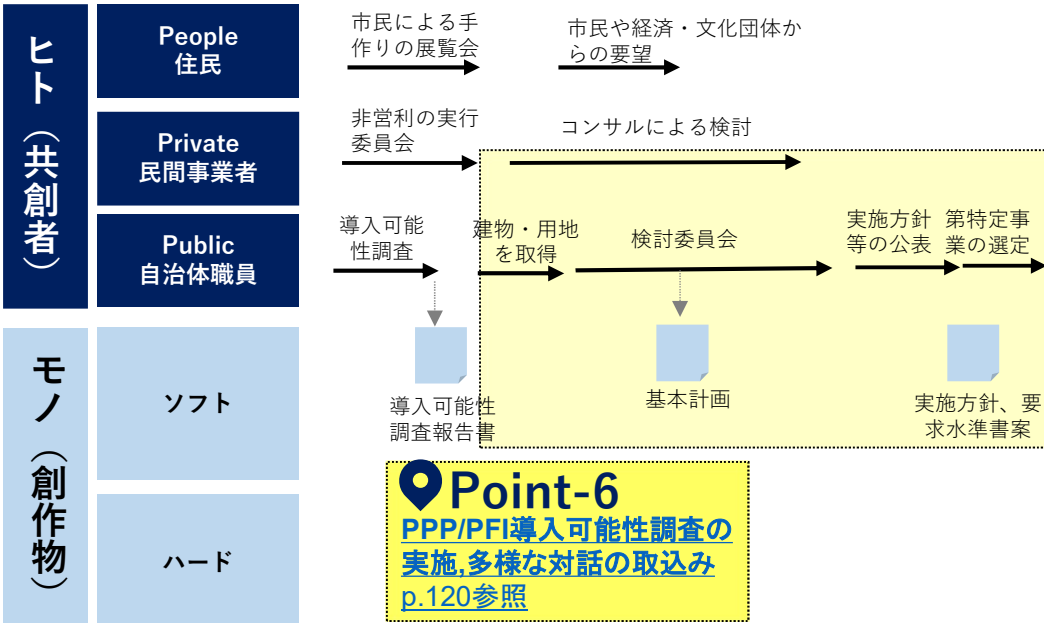 ヒト（共創者）
People
住民
市民による手
作りの展覧会
市民や経済・文化団体か
らの要望
Private
民間事業者
非営利の実行
委員会
コンサルによる検討
Public
自治体職員
導入可能
性調査
建物・用地
を取得
検討委員会
実施方針
等の公表
第特定事
業の選定
モノ（創作物）
ソフト
導入可能性
調査報告書
基本計画
実施方針、要
求水準書案
ハード
Point-6
PPP/PFI導入可能性調査の
実施,多様な対話の取込み
p.120参照